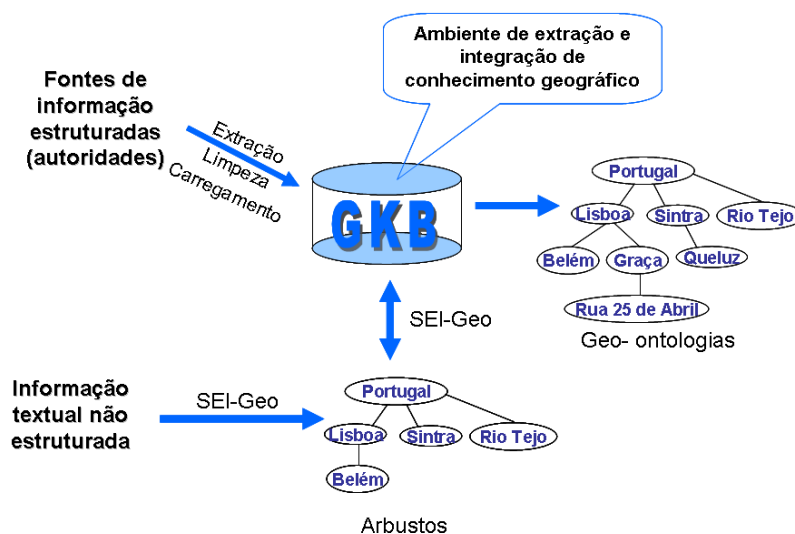 Ambiente de extração e
integração de
conhecimento geográfico
Fontes de
informação
estruturadas
(autoridades)
Extração
Limpeza
Carregamento
GKB
Portugal
Lisboa
Sintra
Rio Tejo
Belém
Graça
Queluz
Rua 25 de Abril
Geo- ontologias
SEI-Geo
Informação
textual não
estruturada
SEI-Geo
Portugal
Lisboa
Sintra
Rio Tejo
Belém
Arbustos